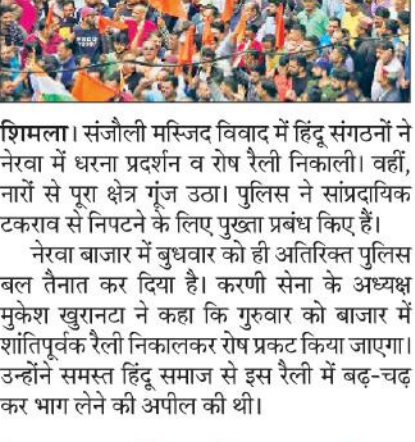 शिमला। संजौली मस्जिद विवाद में हिंदू संगठनों ने
नेरवा में धरना प्रदर्शन व रोष रैली निकाली। वहीं,
नारों से पूरा क्षेत्र गूंज उठा। पुलिस ने सांप्रदायिक
टकराव से निपटने के लिए पुख्ता प्रबंध किए हैं।
नेरवा बाजार में बुधवार को ही अतिरिक्त पुलिस
बल तैनात कर दिया है। करणी सेना के अध्यक्ष
मुकेश खुरानटा ने कहा कि गुरुवार को बाजार में
शांतिपूर्वक रैली निकालकर रोष प्रकट किया जाएगा।
उन्होंने समस्त हिंदू समाज से इस रैली में बढ़-चढ़
कर भाग लेने की अपील की थी।